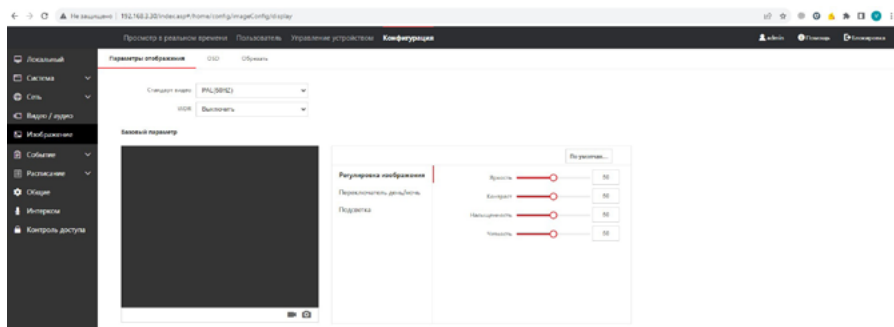 Не защищено | 192.168.3.30/index.asp#/home/config/imageConfig/display
Просмотр в реальном времени Пользователь Управление устройством Конфигурация admin Помощь Блокировка
Локальный
Система
Сеть
Видео / аудио
Изображение
Событие
Расписание
Общие
Интерком
Контроль доступа
Параметры отображения OSD Обрезать
Стандарт видео PAL(50HZ)
WDR Выключить
Базовый параметр
По умолчан...
Регулировка изображения
Переключатель день/ночь
Подсветка
Яркость 50
Контраст 50
Насыщенность 50
Четкость 50